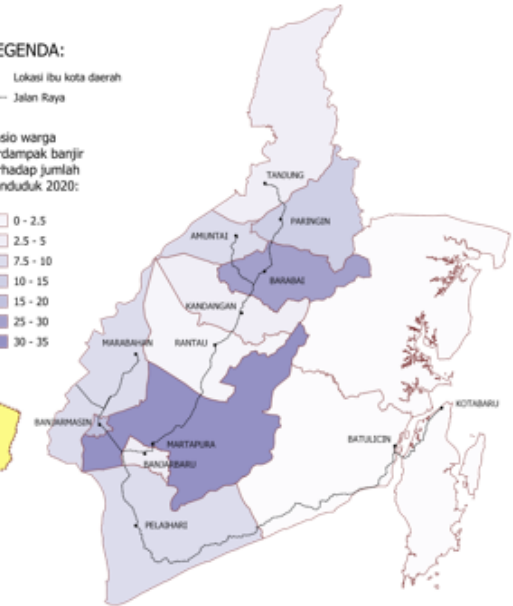 EGENDA:
Lokasi ibu kota daerah
Jalan Raya
sio warga
rdampak banjir
rhadap jumlah
nduduk 2020:
0 - 2.5
2.5 - 5
7.5 - 10
10 - 15
15 - 20
25 - 30
30 - 35
TANJUNG
PARINGIN
AMUNTAI
BARABAI
KANDANGAN
MARABAHAN
RANTAU
KOTABARU
BANJARMASIN
BATULICIN
MARTAPURA
BANJARBARU
PELAIHARI